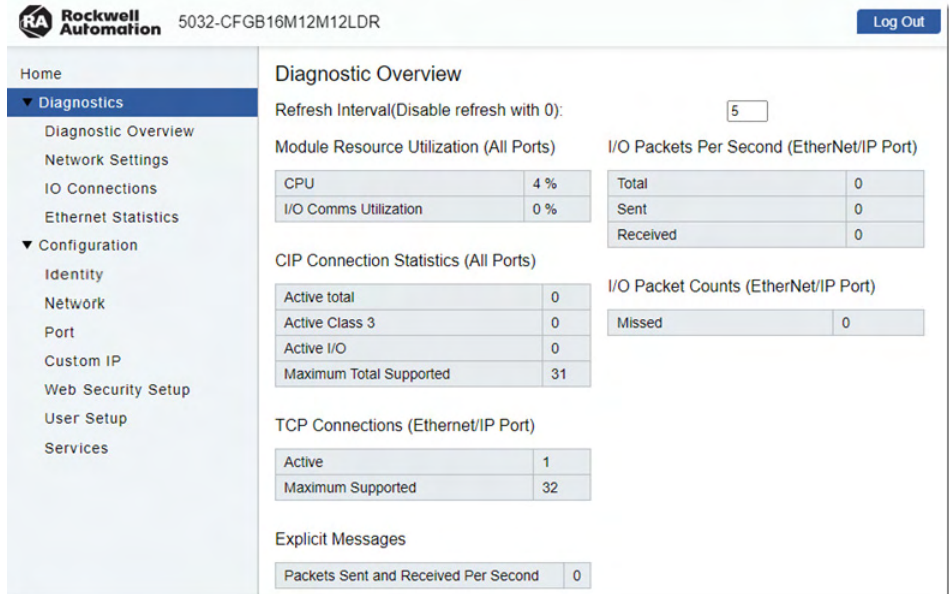 RA Rockwell Automation 5032-CFGB16M12M12LDR Log Out
Home
▼ Diagnostics
Diagnostic Overview
Network Settings
IO Connections
Ethernet Statistics
▼ Configuration
Identity
Network
Port
Custom IP
Web Security Setup
User Setup
Services
Diagnostic Overview
Refresh Interval(Disable refresh with 0): 5
Module Resource Utilization (All Ports)
CPU 4 %
I/O Comms Utilization 0 %
CIP Connection Statistics (All Ports)
Active total 0
Active Class 3 0
Active I/O 0
Maximum Total Supported 31
TCP Connections (Ethernet/IP Port)
Active 1
Maximum Supported 32
Explicit Messages
Packets Sent and Received Per Second 0
I/O Packets Per Second (EtherNet/IP Port)
Total 0
Sent 0
Received 0
I/O Packet Counts (EtherNet/IP Port)
Missed 0